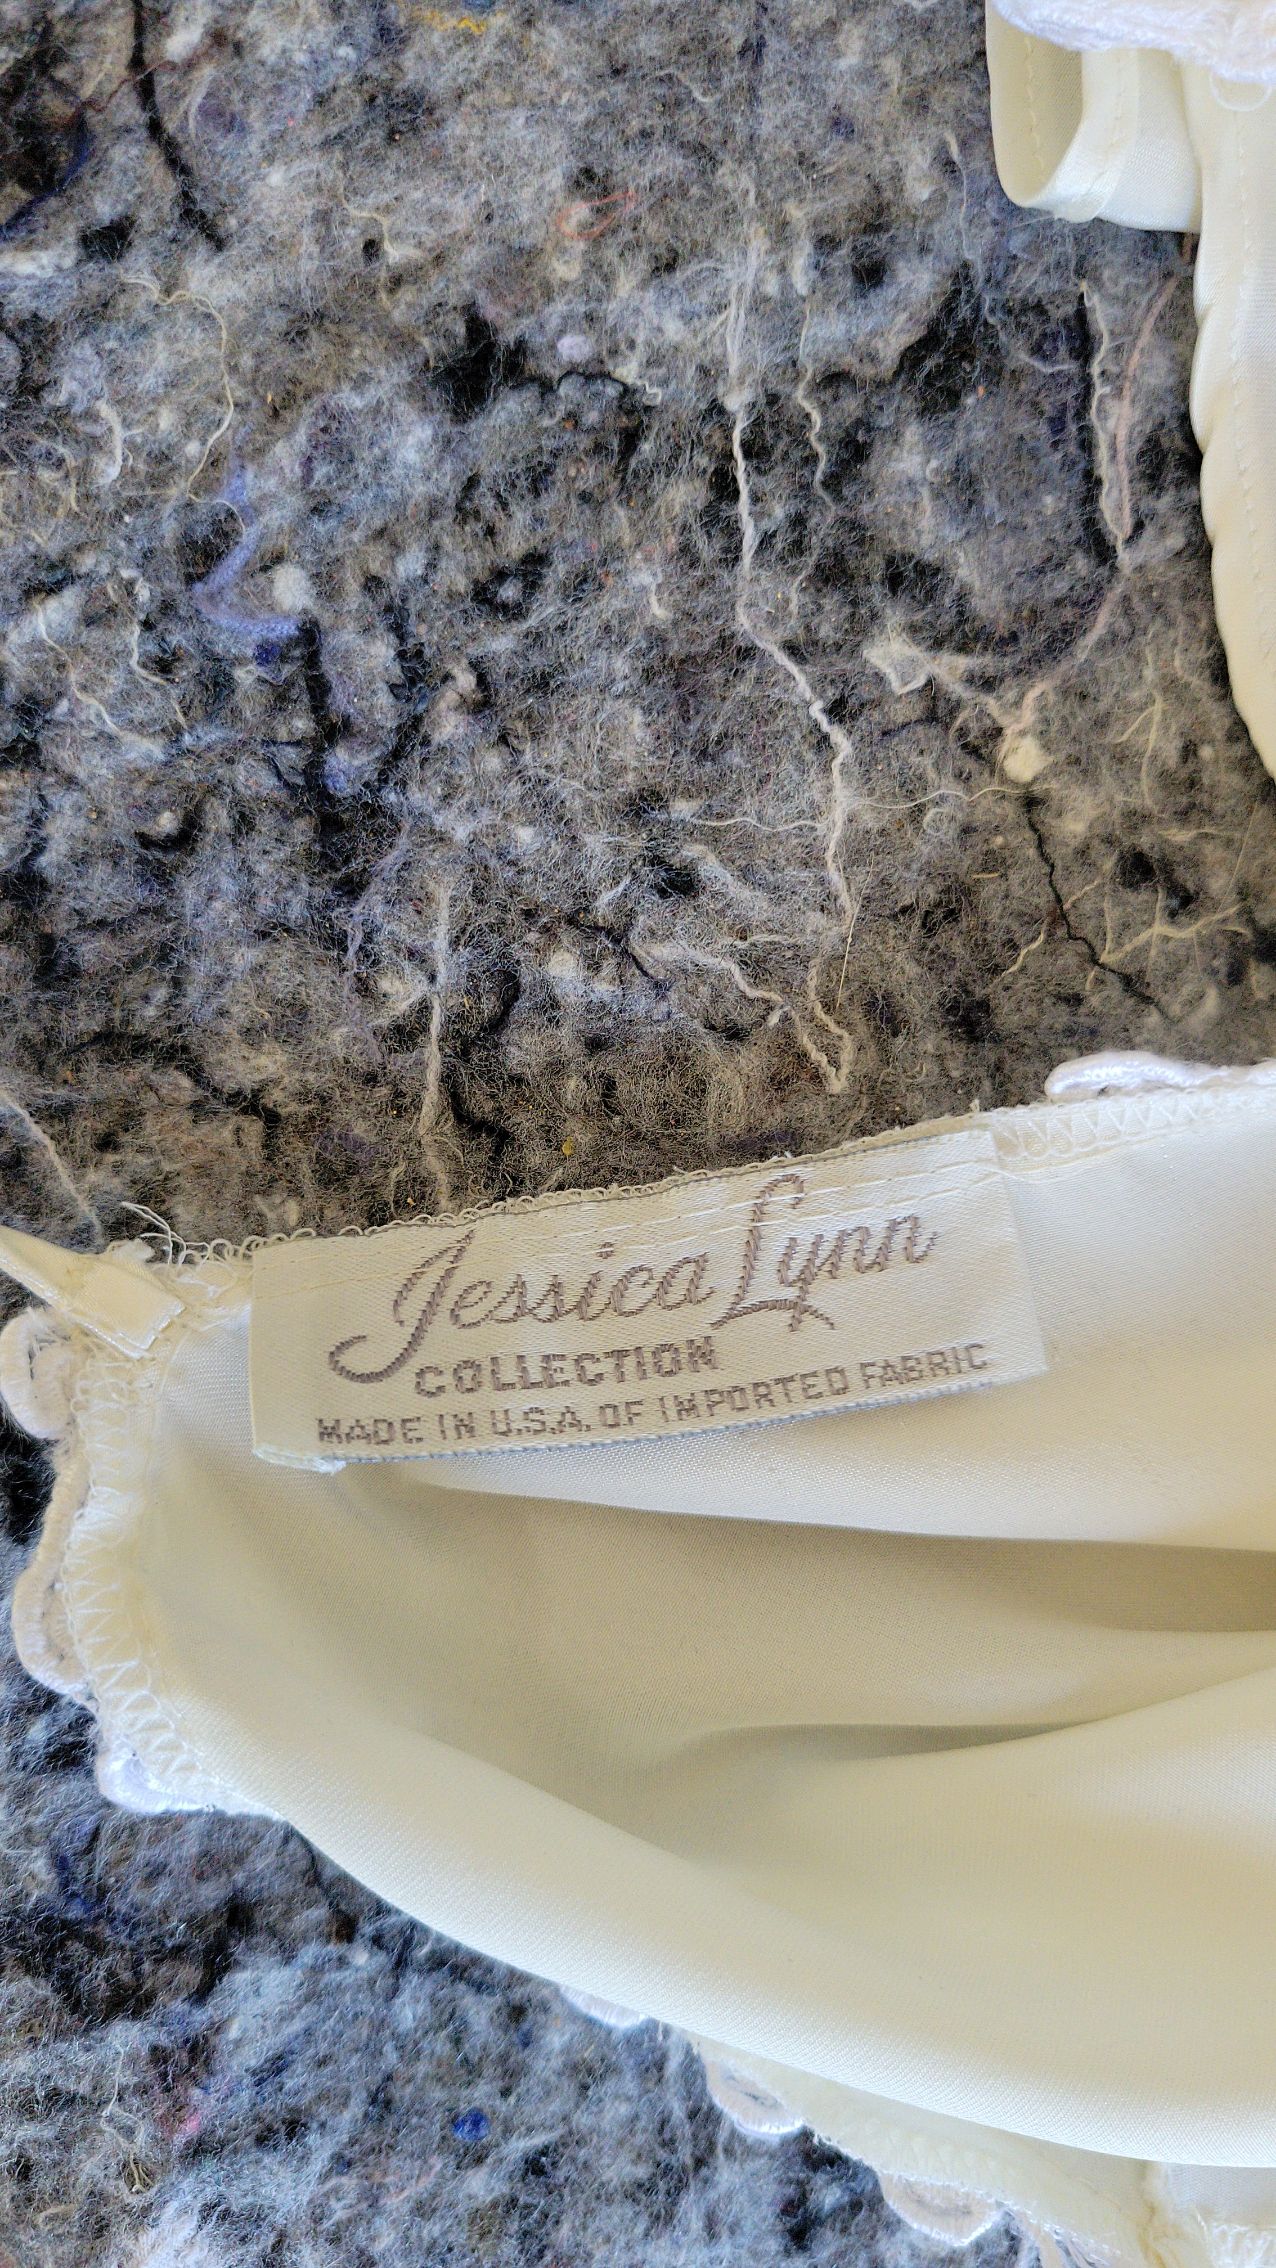 Jessica Lynn
COLLECTION
MADE IN U.S.A. OF IMPORTED FABRIC